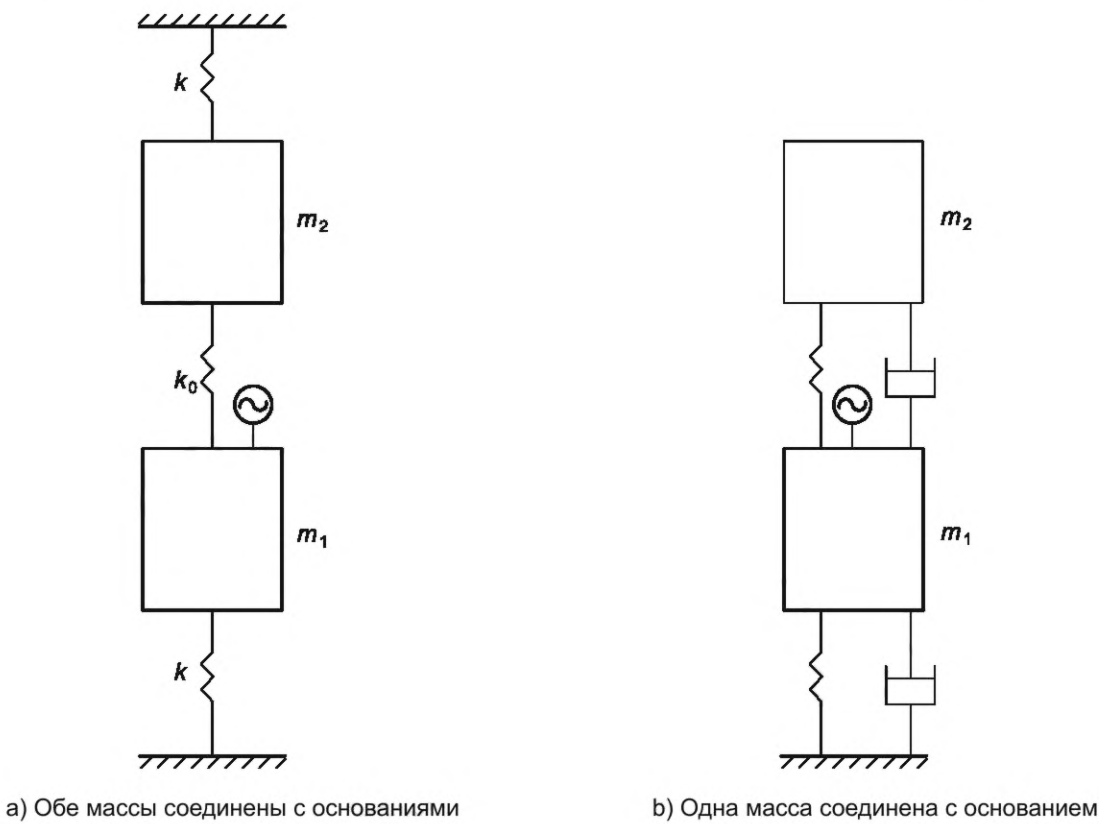 k
m₂
m₂
k₀
m₁
m₁
k
a) Обе массы соединены с основаниями
b) Одна масса соединена с основанием